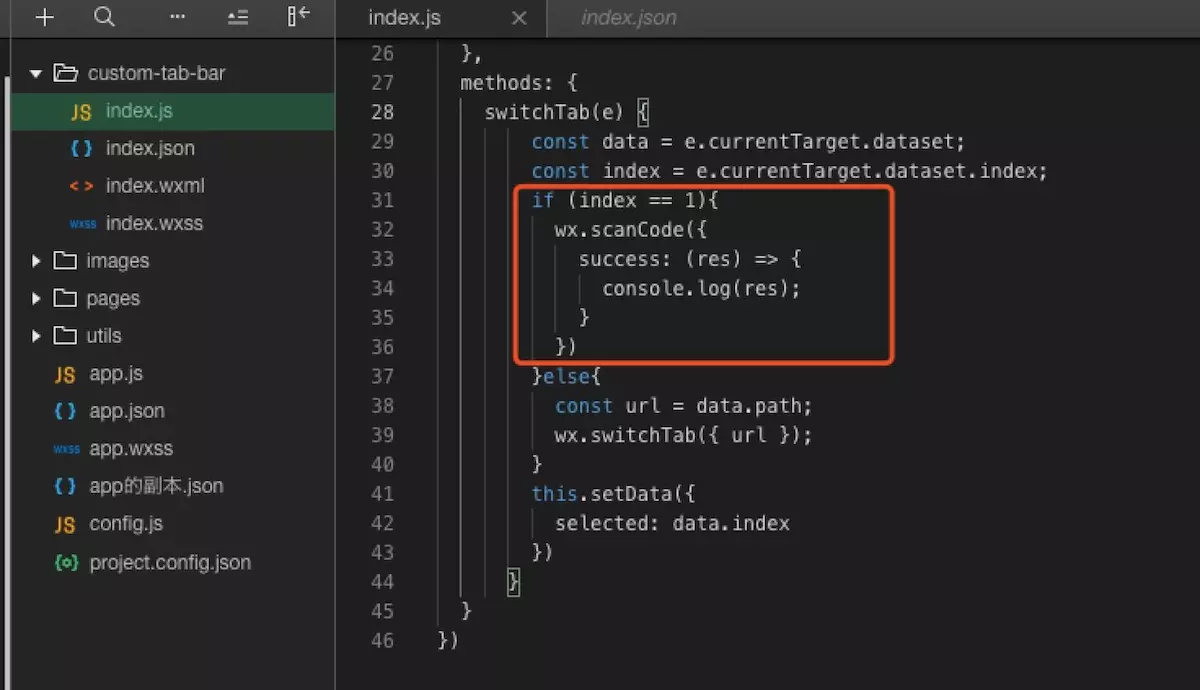 index.js
index.json
custom-tab-bar
JS index.js
{ } index.json
< > index.wxml
wxss index.wxss
images
pages
utils
JS app.js
{ } app.json
wxss app.wxss
{ } app的副本.json
JS config.js
{o} project.config.json
26 },
27 methods: {
28 switchTab(e) {
29 const data = e.currentTarget.dataset;
30 const index = e.currentTarget.dataset.index;
31 if (index == 1){
32 wx.scanCode({
33 success: (res) => {
34 console.log(res);
35 }
36 })
37 }else{
38 const url = data.path;
39 wx.switchTab({ url });
40 }
41 this.setData({
42 selected: data.index
43 })
44 }
45 }
46 })